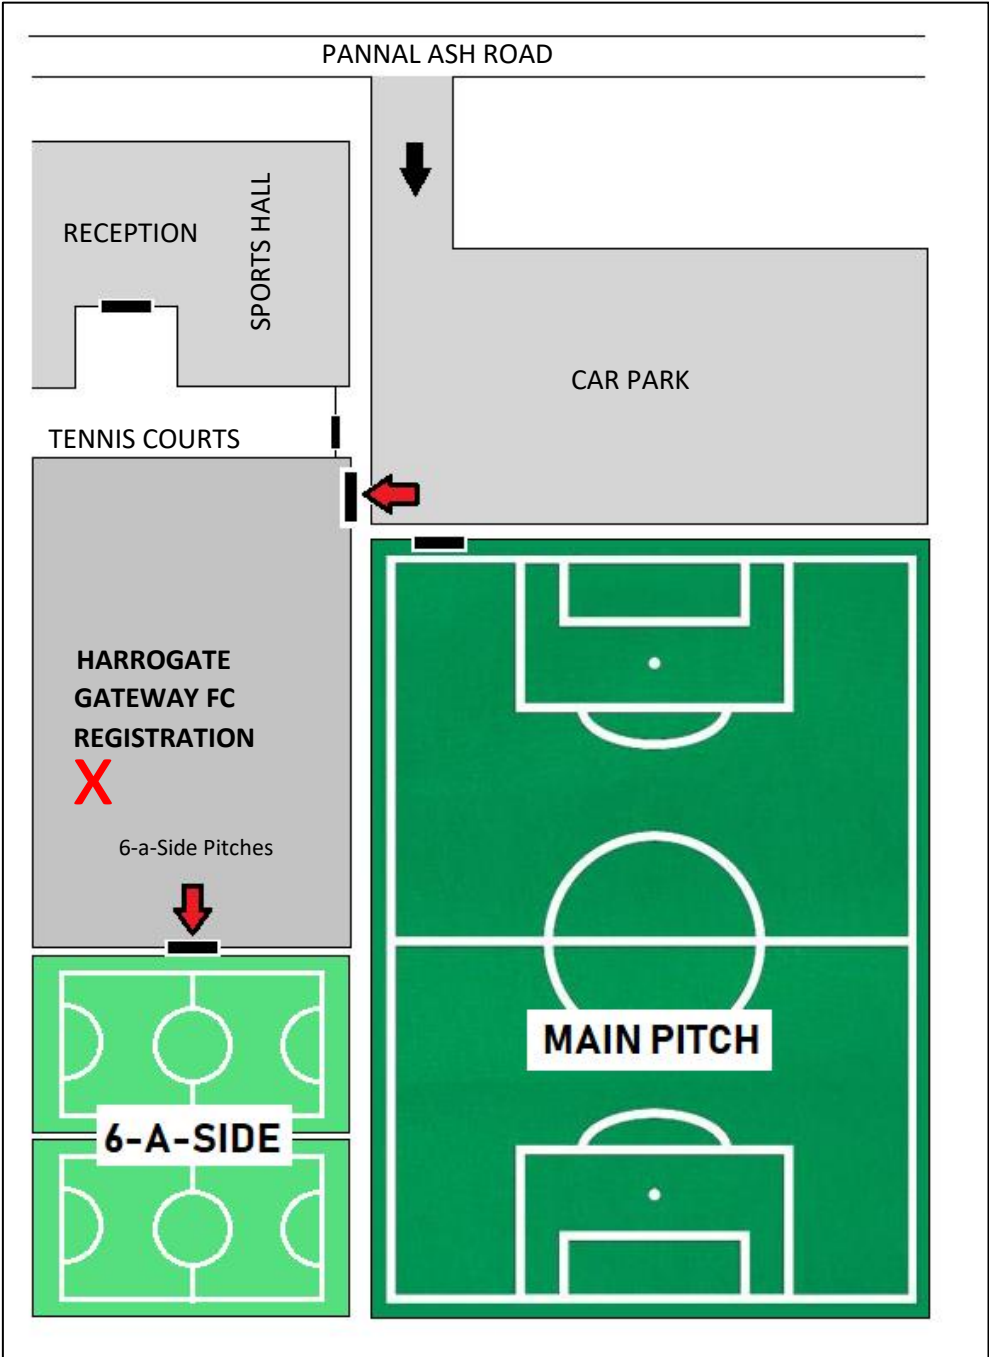 PANNAL ASH ROAD
RECEPTION
SPORTS HALL
CAR PARK
TENNIS COURTS
HARROGATE
GATEWAY FC
REGISTRATION
X
6-a-Side Pitches
MAIN PITCH
6-A-SIDE